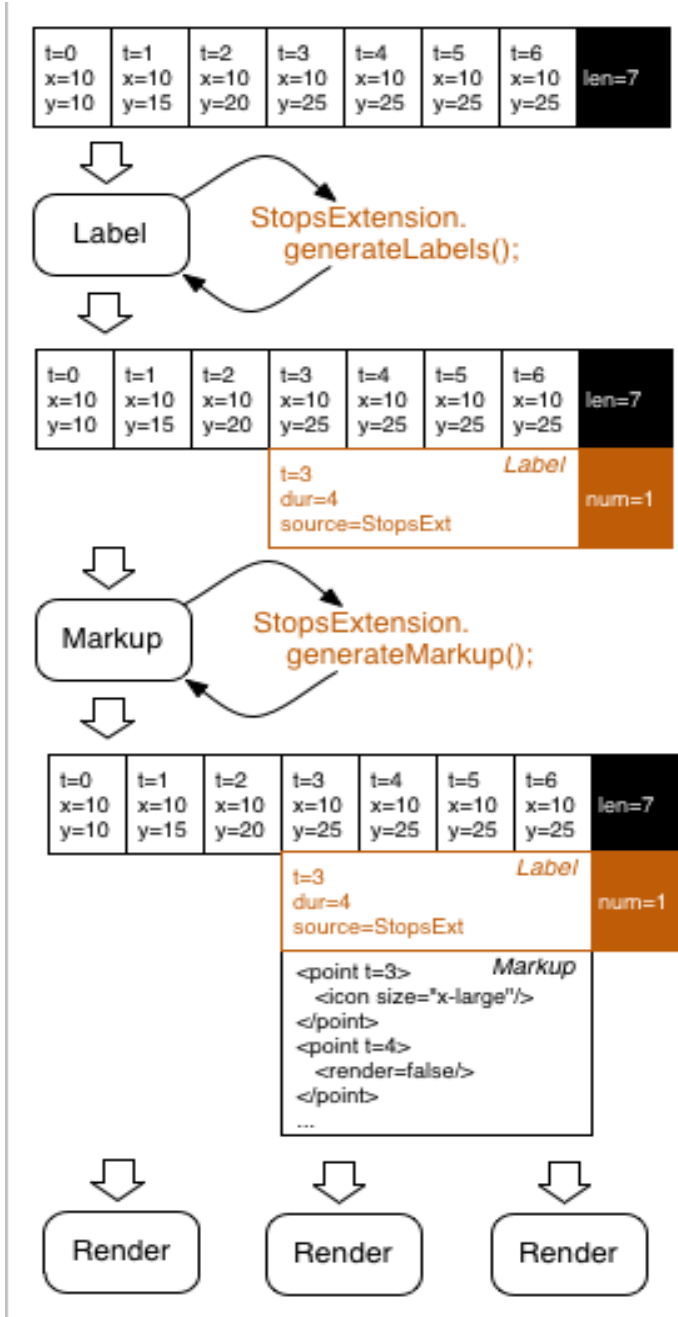 t=0 t=1 t=2 t=3 t=4 t=5 t=6
x=10 x=10 x=10 x=10 x=10 x=10 x=10 len=7
y=10 y=15 y=20 y=25 y=25 y=25 y=25
Label
StopsExtension.
generateLabels();
t=0 t=1 t=2 t=3 t=4 t=5 t=6
x=10 x=10 x=10 x=10 x=10 x=10 x=10 len=7
y=10 y=15 y=20 y=25 y=25 y=25 y=25
Label
t=3
dur=4 num=1
source=StopsExt
Markup
StopsExtension.
generateMarkup();
t=0 t=1 t=2 t=3 t=4 t=5 t=6
x=10 x=10 x=10 x=10 x=10 x=10 x=10 len=7
y=10 y=15 y=20 y=25 y=25 y=25 y=25
Label
t=3
dur=4 num=1
source=StopsExt
<point t=3> Markup
<icon size="x-large"/>
</point>
<point t=4>
<render=false/>
</point>
...
Render Render Render